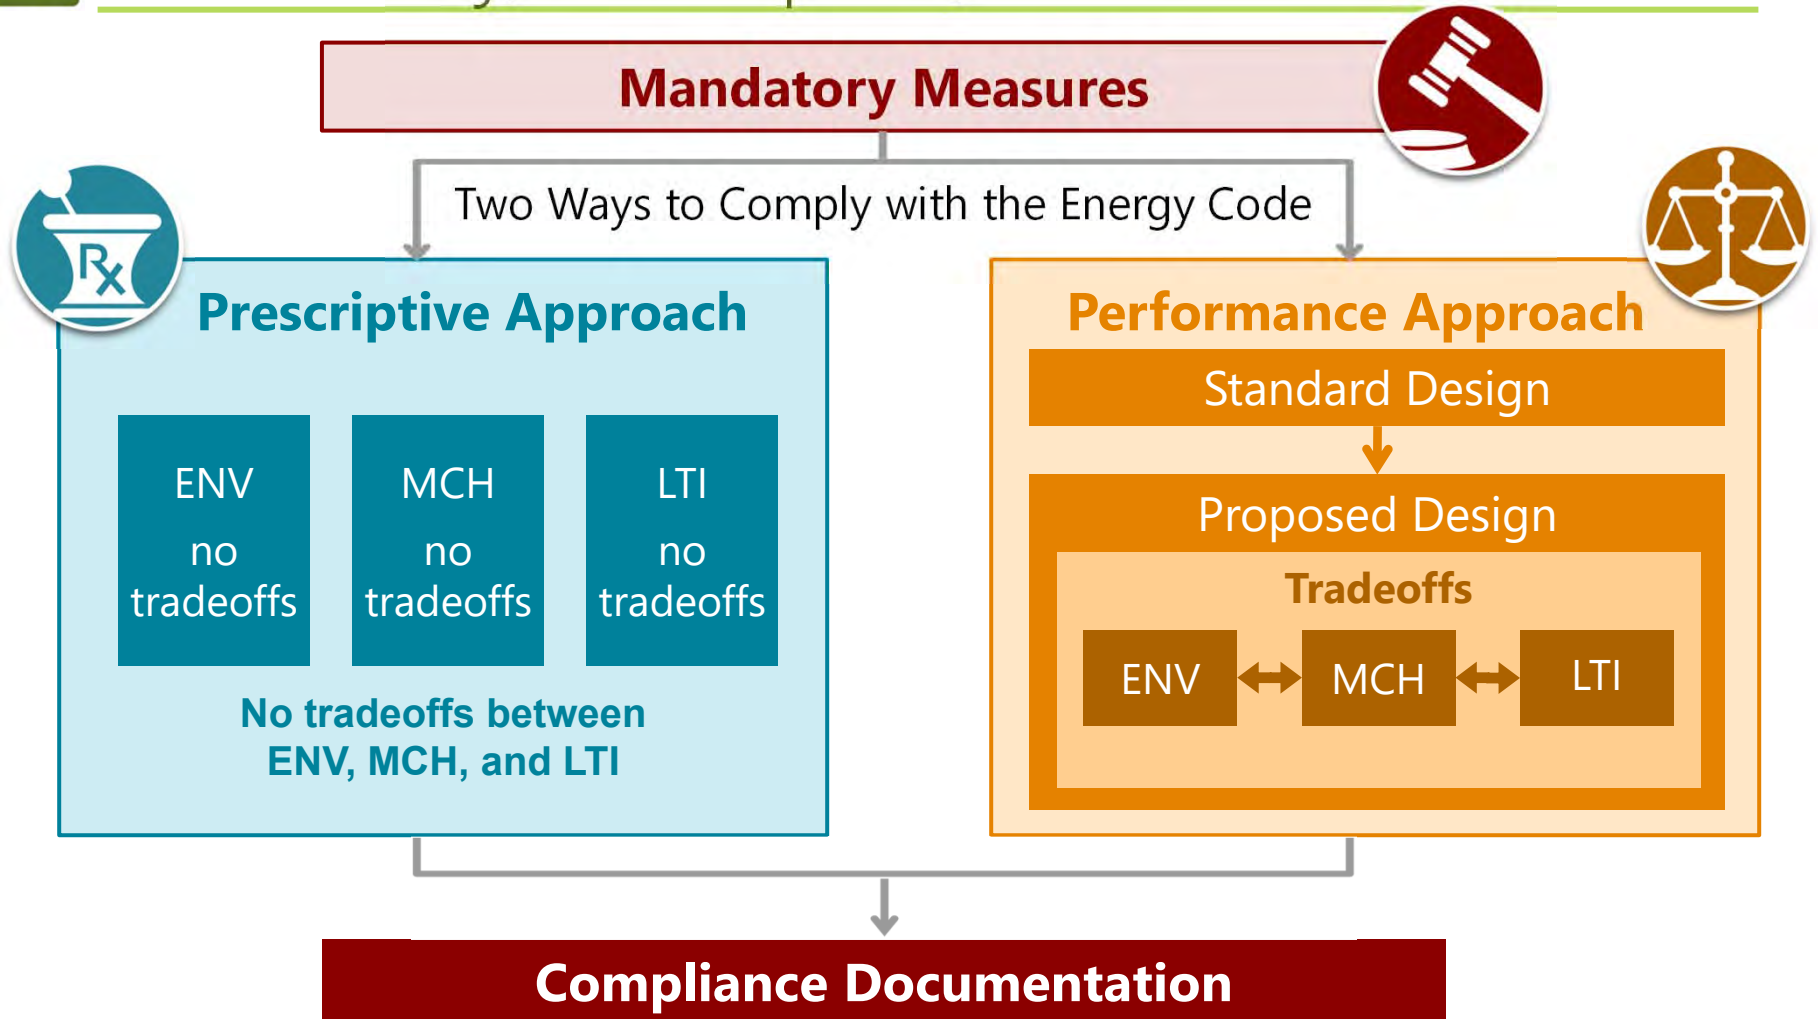 Mandatory Measures
Two Ways to Comply with the Energy Code
Rx
Prescriptive Approach
ENV
no
tradeoffs
MCH
no
tradeoffs
LTI
no
tradeoffs
No tradeoffs between
ENV, MCH, and LTI
Performance Approach
Standard Design
Proposed Design
Tradeoffs
ENV
MCH
LTI
Compliance Documentation